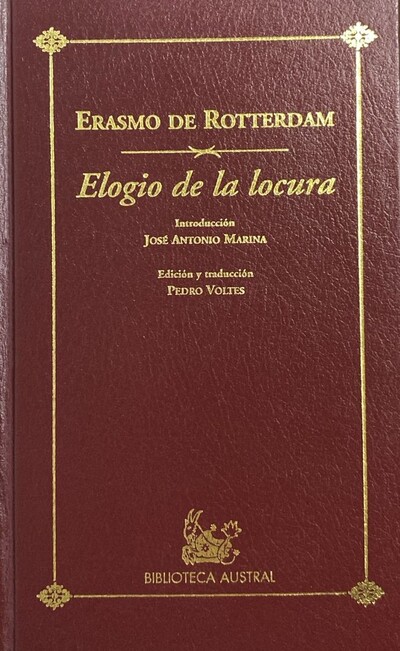 ERASMO DE ROTTERDAM
Elogio de la locura
Introducción
JOSÉ ANTONIO MARINA
Edición y traducción
PEDRO VOLTES
BIBLIOTECA AUSTRAL